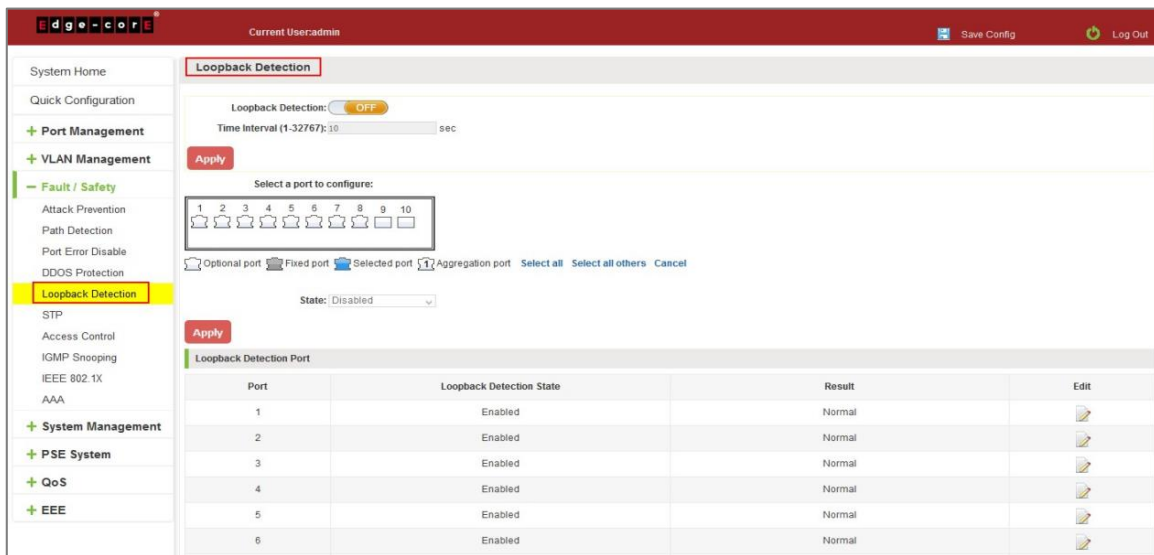 Edge-corE
Current User:admin
Save Config
Log Out
System Home
Quick Configuration
+ Port Management
+ VLAN Management
− Fault / Safety
Attack Prevention
Path Detection
Port Error Disable
DDOS Protection
Loopback Detection
STP
Access Control
IGMP Snooping
IEEE 802.1X
AAA
+ System Management
+ PSE System
+ QoS
+ EEE
Loopback Detection
Loopback Detection: OFF
Time Interval (1-32767): 10 sec
Apply
Select a port to configure:
1 2 3 4 5 6 7 8 9 10
Optional port Fixed port Selected port 1 Aggregation port Select all Select all others Cancel
State: Disabled
Apply
Loopback Detection Port
Port Loopback Detection State Result Edit
1 Enabled Normal
2 Enabled Normal
3 Enabled Normal
4 Enabled Normal
5 Enabled Normal
6 Enabled Normal